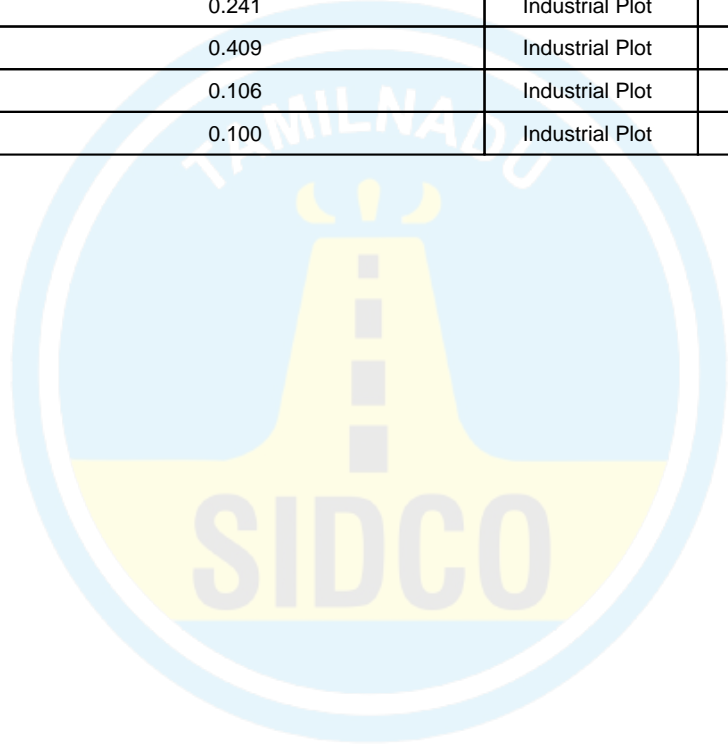 0.241 Industrial Plot
0.409 Industrial Plot
0.106 Industrial Plot
0.100 Industrial Plot
TAMILNADU
SIDCO